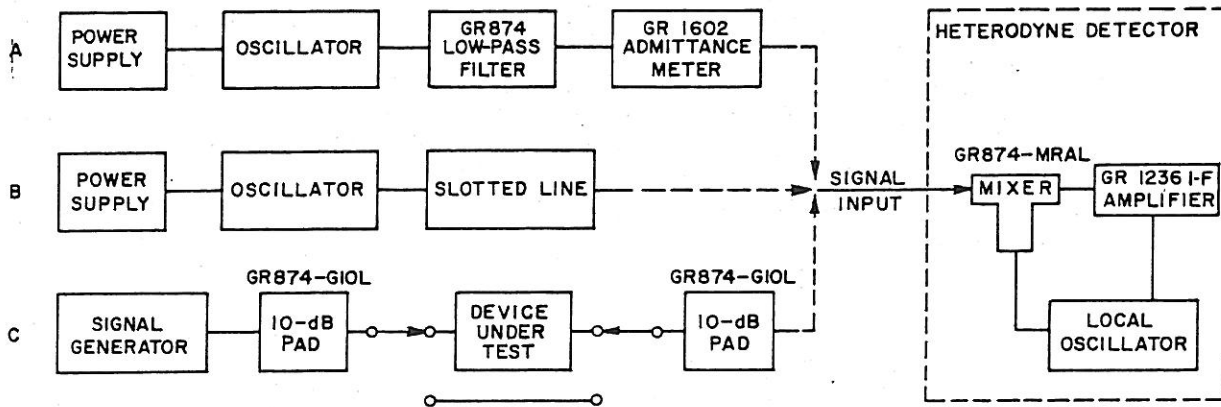 A
POWER
SUPPLY
OSCILLATOR
GR874
LOW-PASS
FILTER
GR 1602
ADMITTANCE
METER
HETERODYNE DETECTOR
B
POWER
SUPPLY
OSCILLATOR
SLOTTED LINE
SIGNAL
INPUT
GR874-MRAL
MIXER
GR 1236 I-F
AMPLIFIER
C
SIGNAL
GENERATOR
GR874-G10L
10-dB
PAD
DEVICE
UNDER
TEST
GR874-G10L
10-dB
PAD
LOCAL
OSCILLATOR